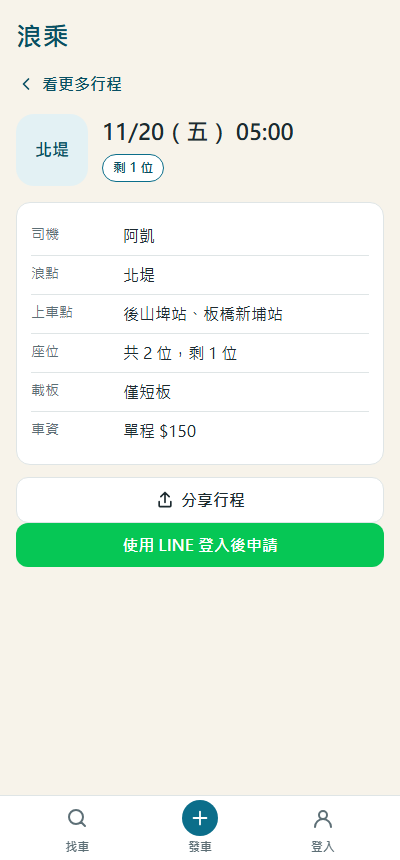 浪乘
看更多行程
北堤
11/20（五） 05:00
剩 1 位
司機 阿凱
浪點 北堤
上車點 後山埤站、板橋新埔站
座位 共 2 位，剩 1 位
載板 僅短板
車資 單程 $150
分享行程
使用 LINE 登入後申請
找車 發車 登入